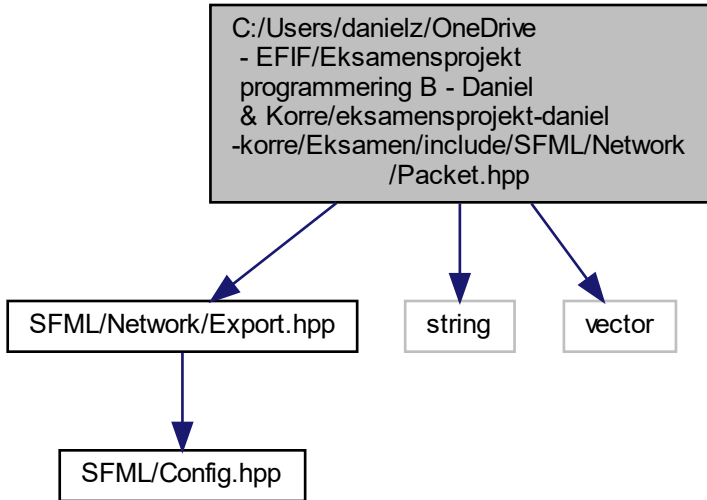 C:/Users/danielz/OneDrive
- EFIF/Eksamensprojekt
programmering B - Daniel
& Korre/eksamensprojekt-daniel
-korre/Eksamen/include/SFML/Network
/Packet.hpp
SFML/Network/Export.hpp
string
vector
SFML/Config.hpp